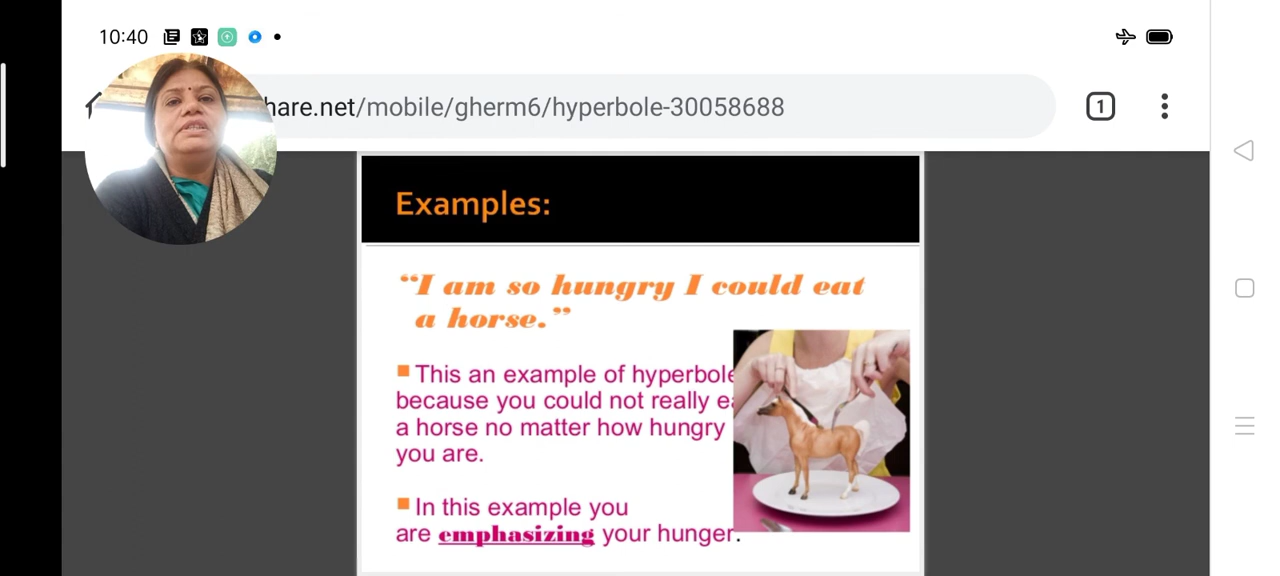 10:40
hare.net/mobile/gherm6/hyperbole-30058688
1
Examples:
“I am so hungry I could eat
a horse.”
This an example of hyperbole
because you could not really ea
a horse no matter how hungry
you are.
In this example you
are emphasizing your hunger.